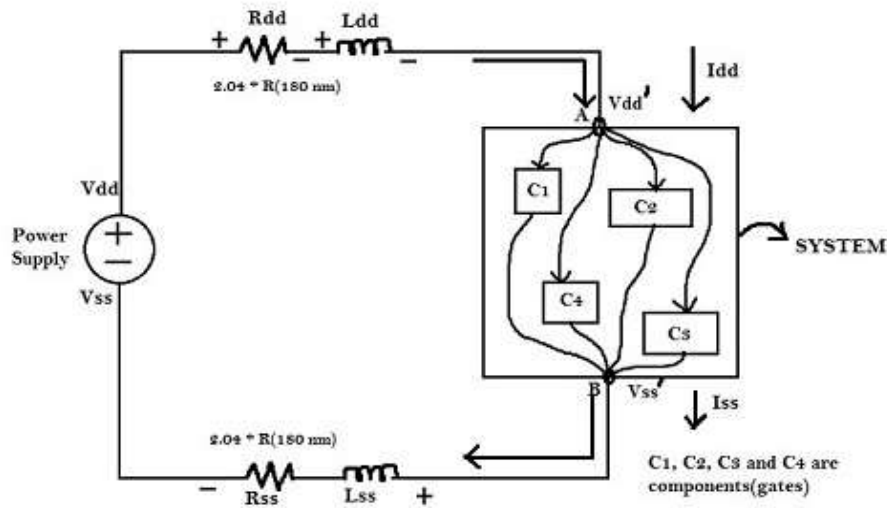 Rdd
Ldd
+
−
+
−
2.04 * R(180 nm)
Idd
Vdd'
A
Vdd
C1
C2
Power
Supply
+
−
SYSTEM
Vss
C4
C3
B
Vss'
Iss
2.04 * R(180 nm)
−
Rss
Lss
+
C1, C2, C3 and C4 are
components(gates)